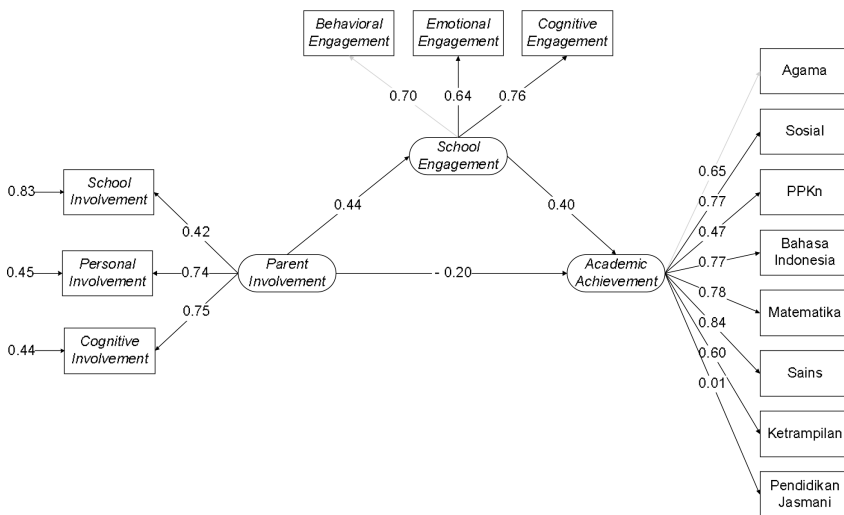 Behavioral
Engagement
Emotional
Engagement
Cognitive
Engagement
0.70
0.64
0.76
School
Engagement
0.44
0.40
0.83
School
Involvement
0.42
0.45
Personal
Involvement
0.74
Parent
Involvement
- 0.20
Academic
Achievement
0.44
Cognitive
Involvement
0.75
0.65
0.77
0.47
0.77
0.78
0.84
0.60
0.01
Agama
Sosial
PPKn
Bahasa
Indonesia
Matematika
Sains
Ketrampilan
Pendidikan
Jasmani